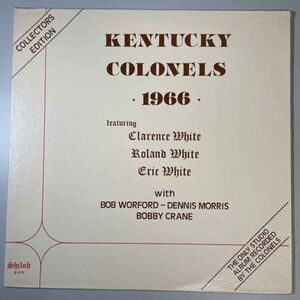 COLLECTORS
EDITION
KENTUCKY
COLONELS
· 1966 ·
featuring
Clarence White
Roland White
Eric White
with
BOB WORFORD - DENNIS MORRIS
BOBBY CRANE
Shiloh
THE ONLY STUDIO
ALBUM RECORDED
BY THE COLONELS